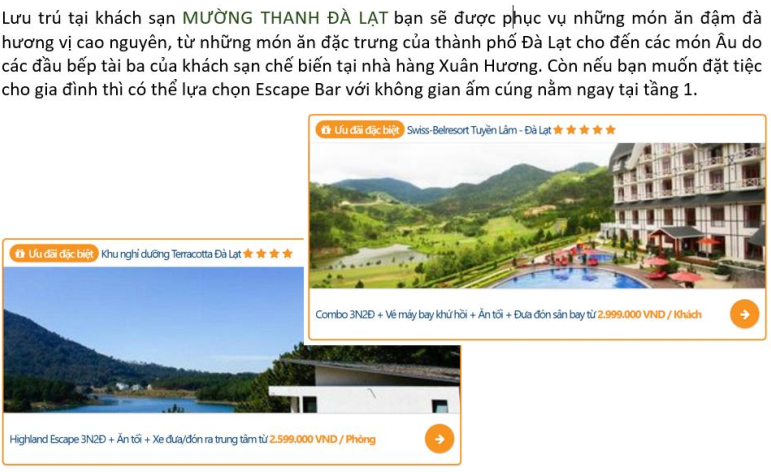 Lưu trú tại khách sạn MƯỜNG THANH ĐÀ LẠT bạn sẽ được phục vụ những món ăn đậm đà
hương vị cao nguyên, từ những món ăn đặc trưng của thành phố Đà Lạt cho đến các món Âu do
các đầu bếp tài ba của khách sạn chế biến tại nhà hàng Xuân Hương. Còn nếu bạn muốn đặt tiệc
cho gia đình thì có thể lựa chọn Escape Bar với không gian ấm cúng nằm ngay tại tầng 1.
Ưu đãi đặc biệt Swiss-Belresort Tuyền Lâm - Đà Lạt
Combo 3N2Đ + Vé máy bay khứ hồi + Ăn tối + Đưa đón sân bay từ 2.999.000 VND / Khách
Ưu đãi đặc biệt Khu nghỉ dưỡng Terracotta Đà Lạt
Highland Escape 3N2Đ + Ăn tối + Xe đưa/đón ra trung tâm từ 2.599.000 VND / Phòng